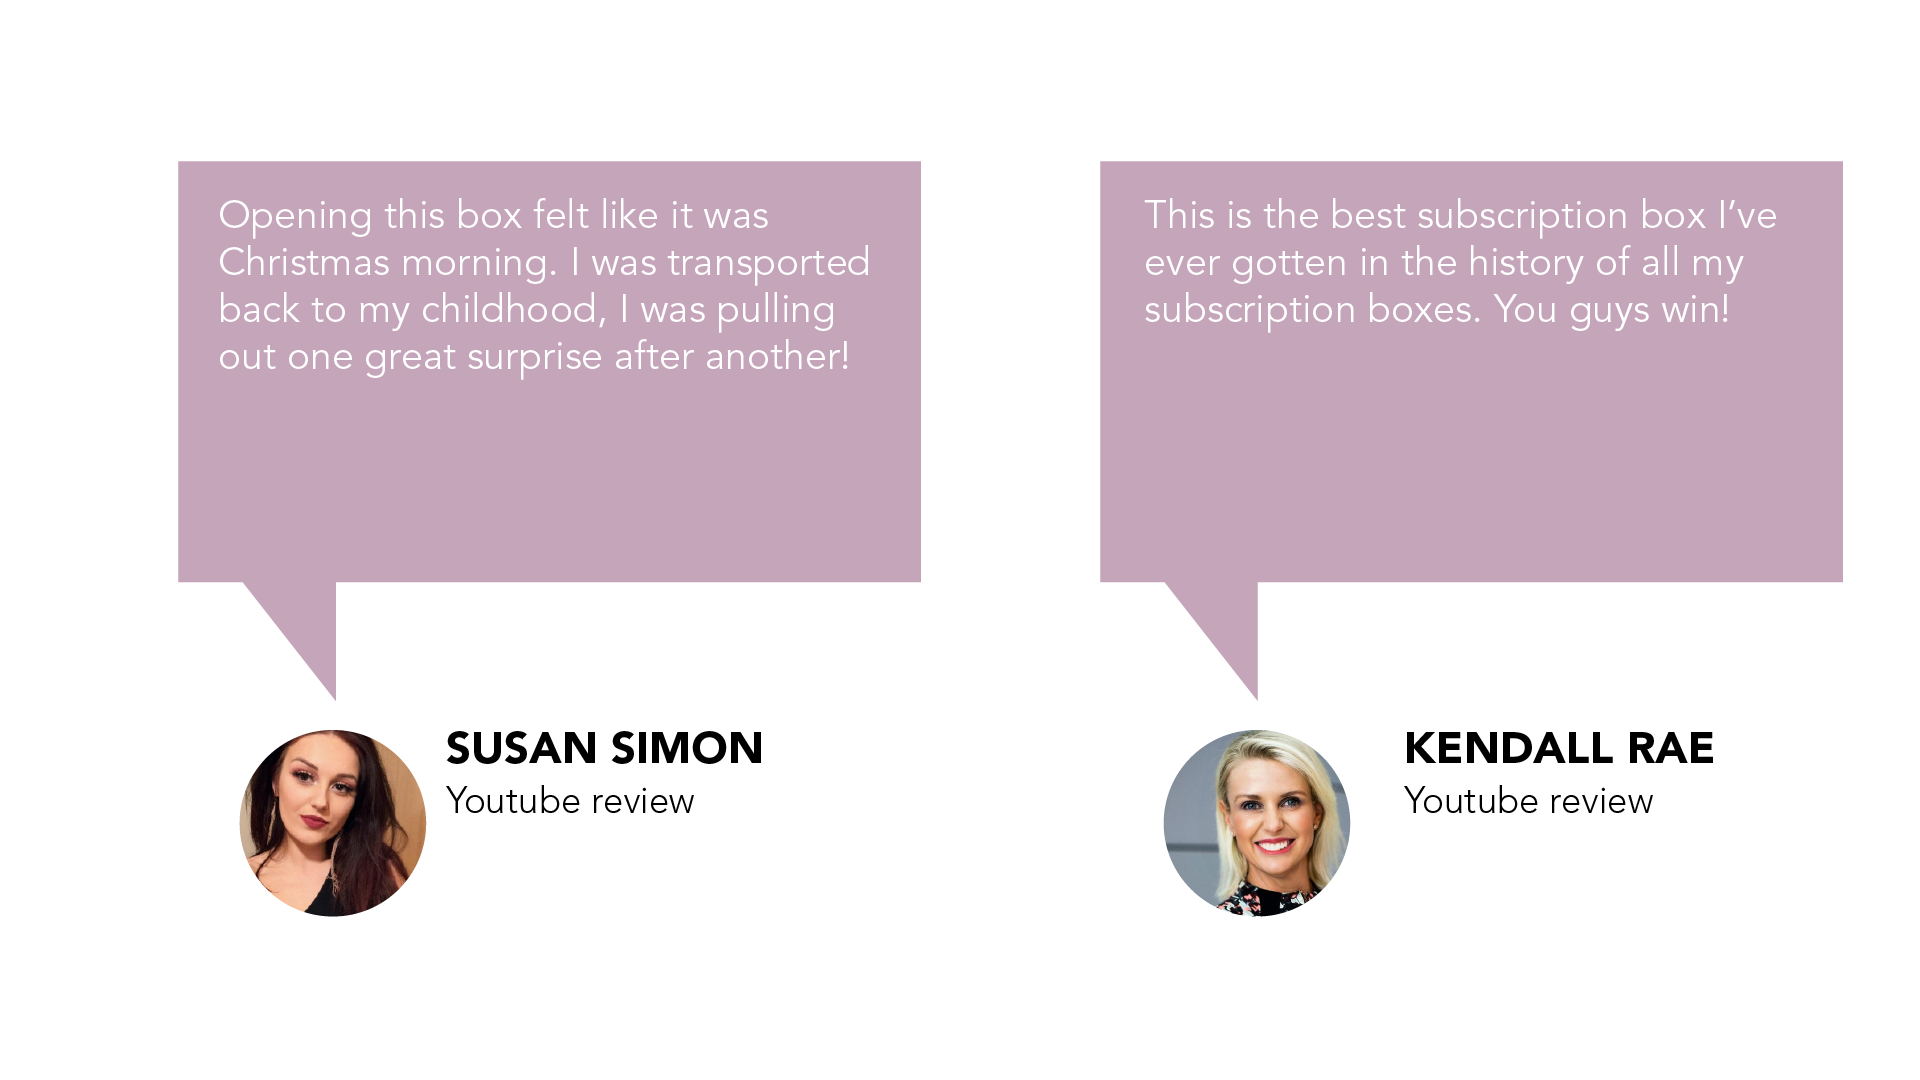 Opening this box felt like it was
Christmas morning. I was transported
back to my childhood, I was pulling
out one great surprise after another!
SUSAN SIMON
Youtube review
This is the best subscription box I’ve
ever gotten in the history of all my
subscription boxes. You guys win!
KENDALL RAE
Youtube review